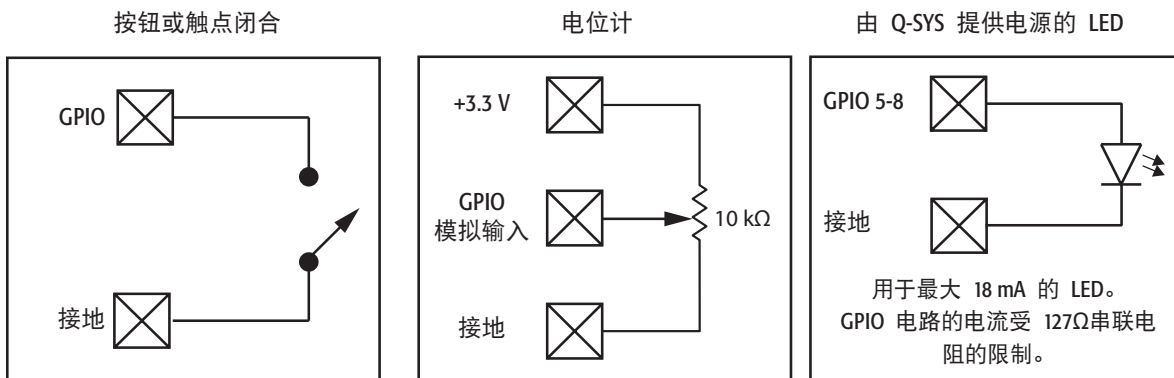 按钮或触点闭合
GPIO
接地
电位计
+3.3 V
GPIO
模拟输入
10 kΩ
接地
由 Q-SYS 提供电源的 LED
GPIO 5-8
接地
用于最大 18 mA 的 LED。
GPIO 电路的电流受 127Ω串联电
阻的限制。